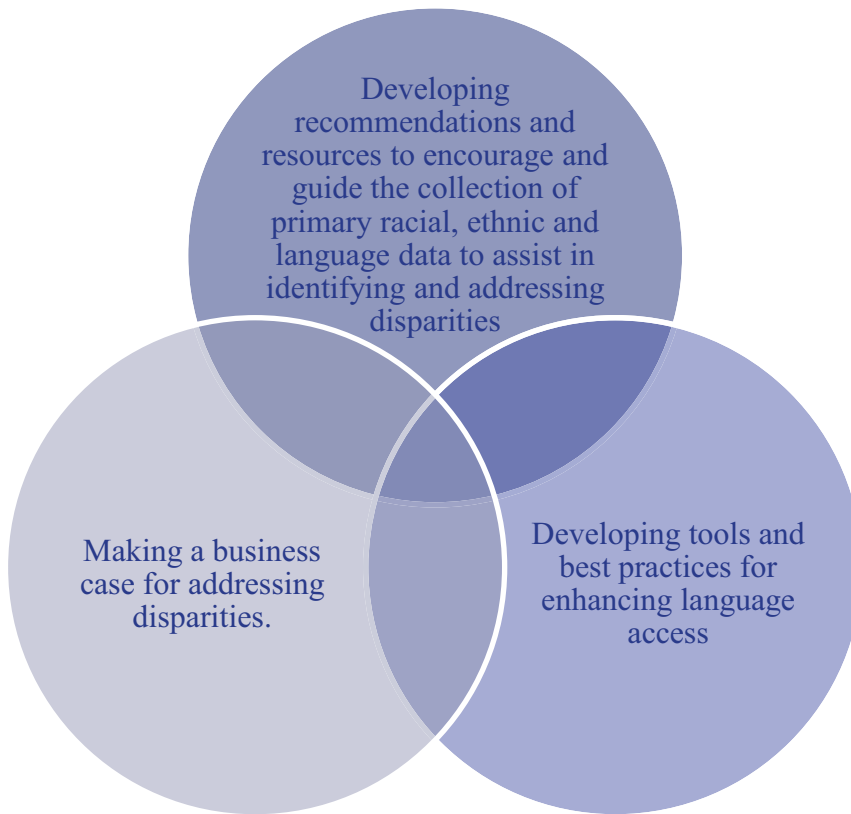 Developing
recommendations and
resources to encourage and
guide the collection of
primary racial, ethnic and
language data to assist in
identifying and addressing
disparities
Making a business
case for addressing
disparities.
Developing tools and
best practices for
enhancing language
access